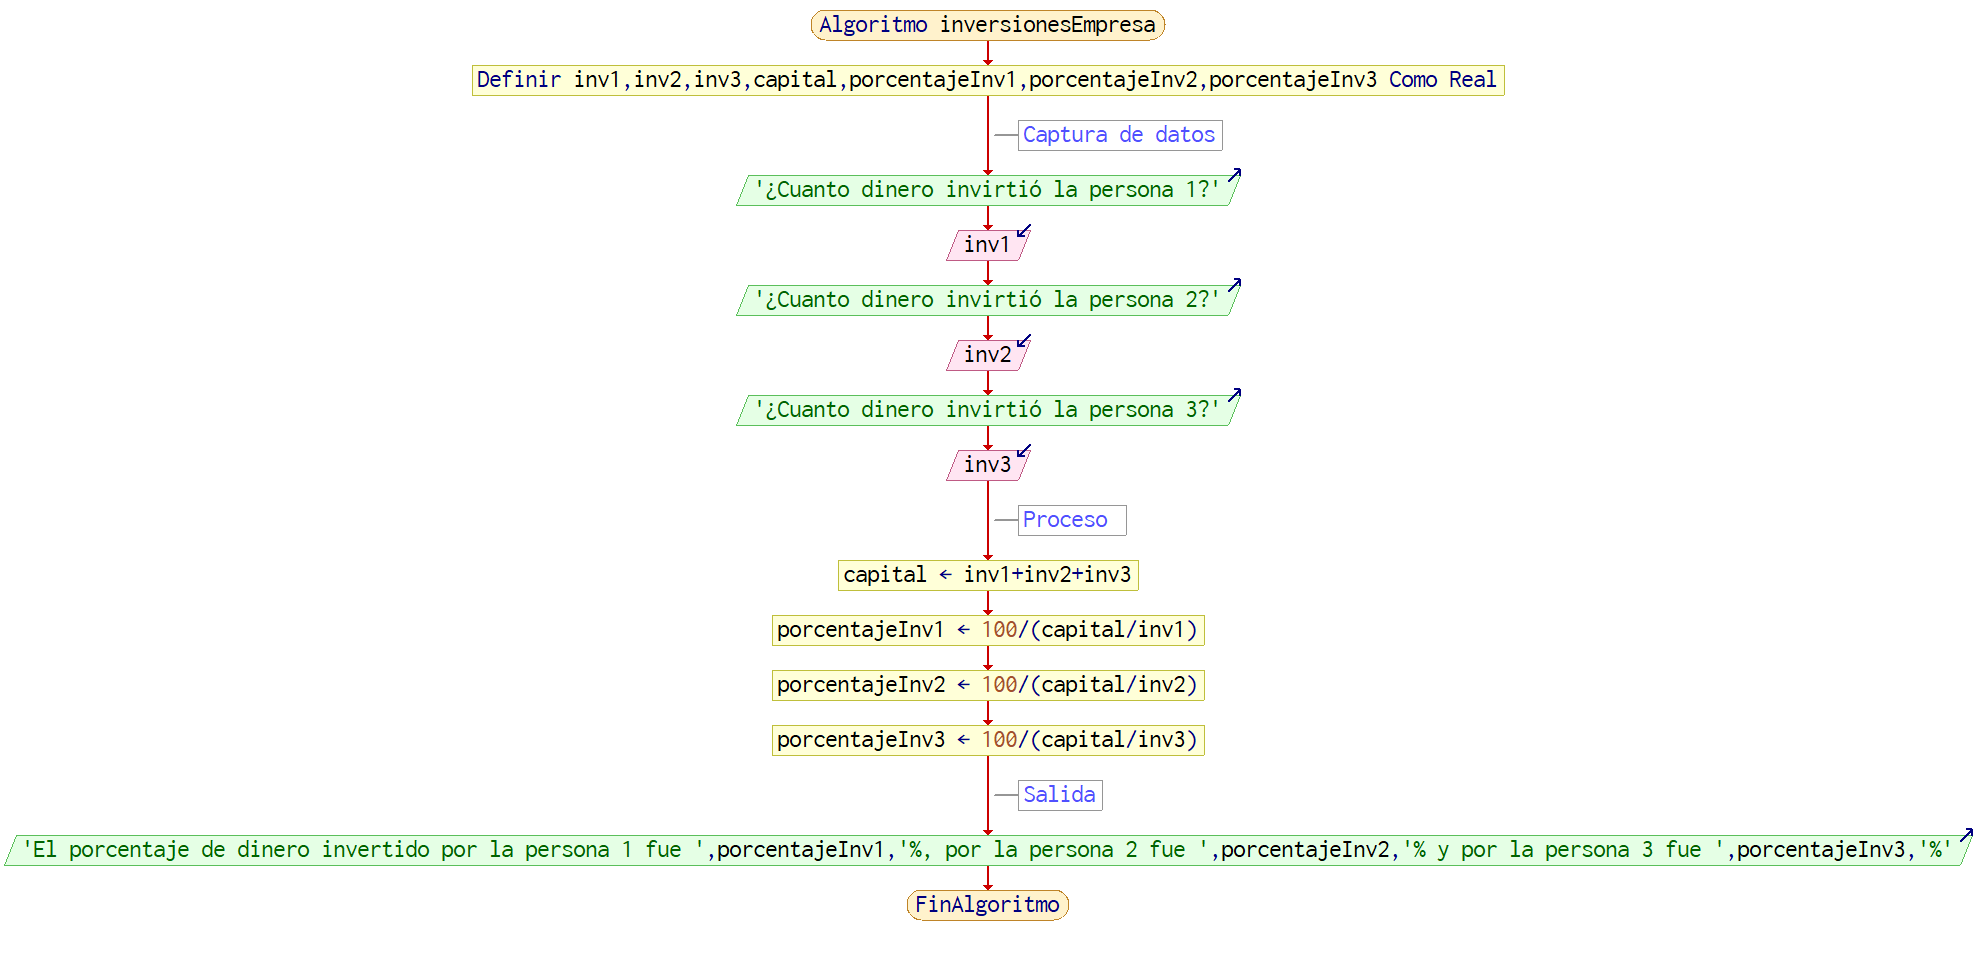 Algoritmo inversionesEmpresa
Definir inv1,inv2,inv3,capital,porcentajeInv1,porcentajeInv2,porcentajeInv3 Como Real
Captura de datos
'¿Cuanto dinero invirtió la persona 1?'
inv1
'¿Cuanto dinero invirtió la persona 2?'
inv2
'¿Cuanto dinero invirtió la persona 3?'
inv3
Proceso
capital ← inv1+inv2+inv3
porcentajeInv1 ← 100/(capital/inv1)
porcentajeInv2 ← 100/(capital/inv2)
porcentajeInv3 ← 100/(capital/inv3)
Salida
'El porcentaje de dinero invertido por la persona 1 fue ',porcentajeInv1,'%, por la persona 2 fue ',porcentajeInv2,'% y por la persona 3 fue ',porcentajeInv3,'%'
FinAlgoritmo